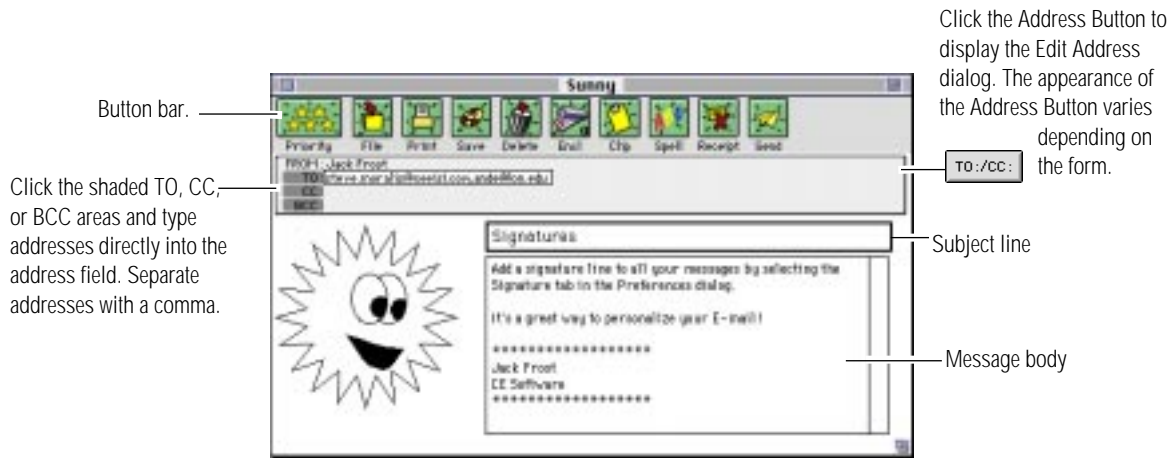 Click the Address Button to
display the Edit Address
dialog. The appearance of
the Address Button varies
depending on
the form.
TO:/CC:
Button bar.
Click the shaded TO, CC,
or BCC areas and type
addresses directly into the
address field. Separate
addresses with a comma.
Sunny
Priority File Print Save Delete Encl Clip Spell Receipt Send
FROM: Jack Frost
TO
CC
BCC
Signatures
Subject line
Add a signature line to all your messages by selecting the
Signature tab in the Preferences dialog.
It's a great way to personalize your E-mail!
******************
Jack Frost
CE Software
******************
Message body